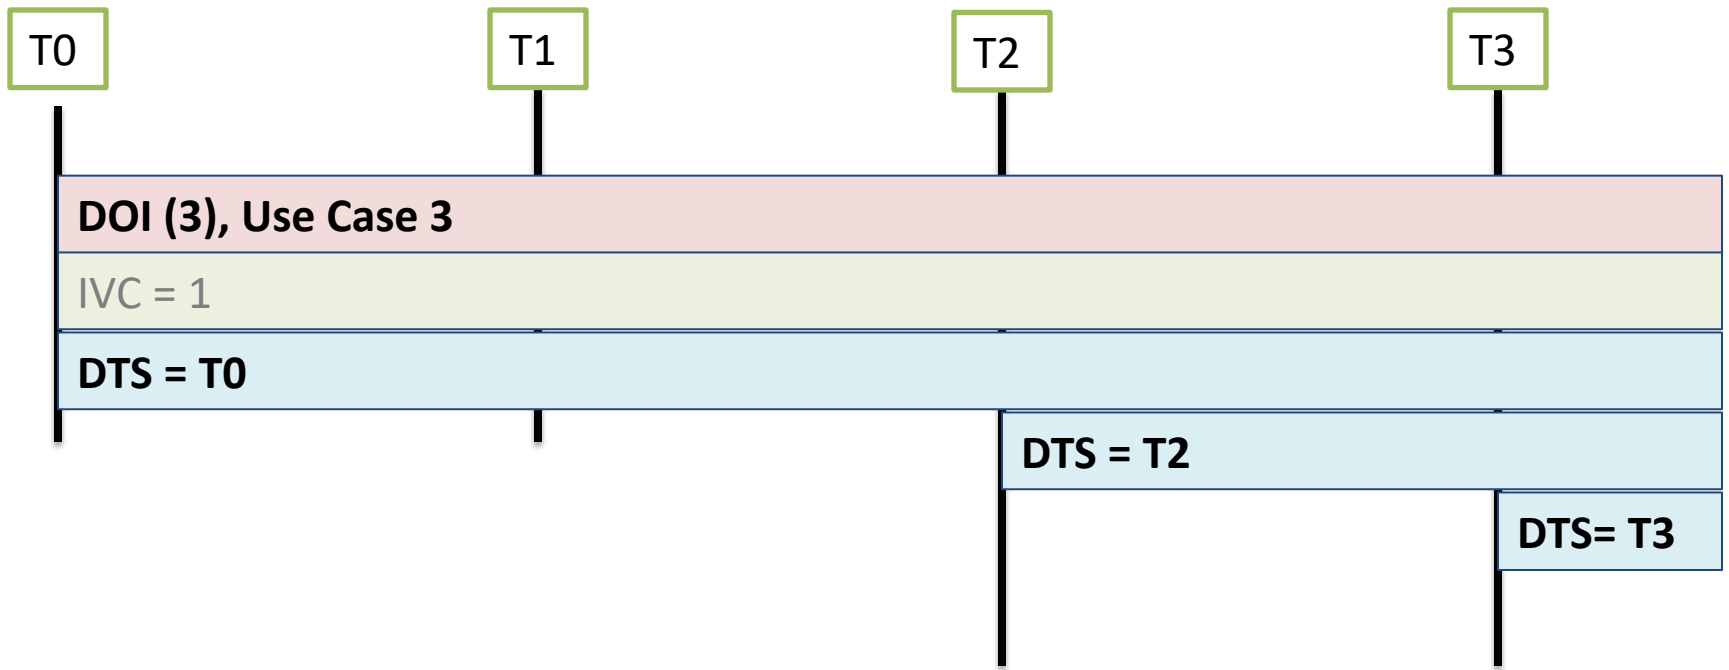 T0
T1
T2
T3
DOI (3), Use Case 3
IVC = 1
DTS = T0
DTS = T2
DTS= T3